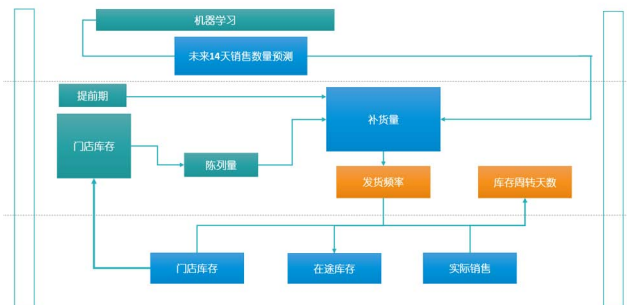 机器学习
未来14天销售数量预测
提前期
补货量
门店库存
陈列量
发货频率
库存周转天数
门店库存
在途库存
实际销售